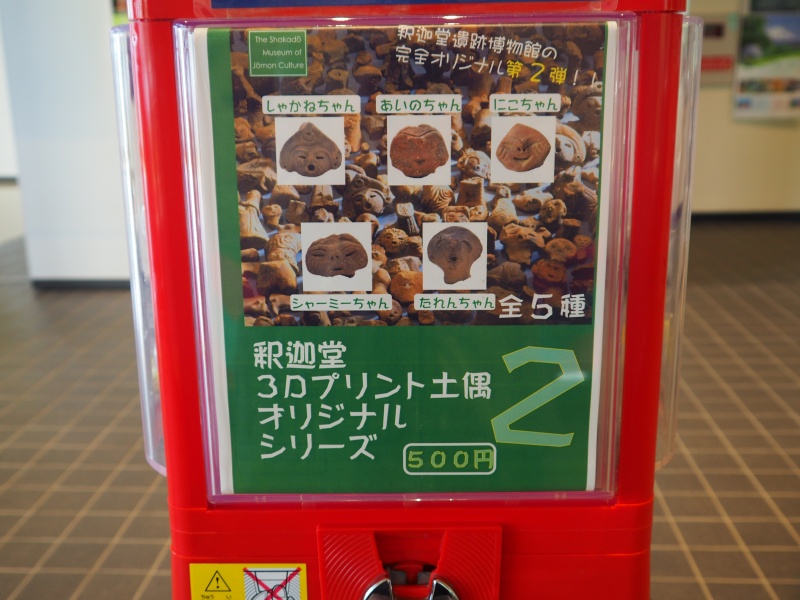 The Shakadō
Museum of
Jōmon Culture
釈迦堂遺跡博物館の
完全オリジナル第2弾!!
しゃかねちゃん
あいのちゃん
にこちゃん
シャーミーちゃん
たれんちゃん
全5種
釈迦堂
3Dプリント土偶
オリジナル
シリーズ
2
500円
ちゅうい